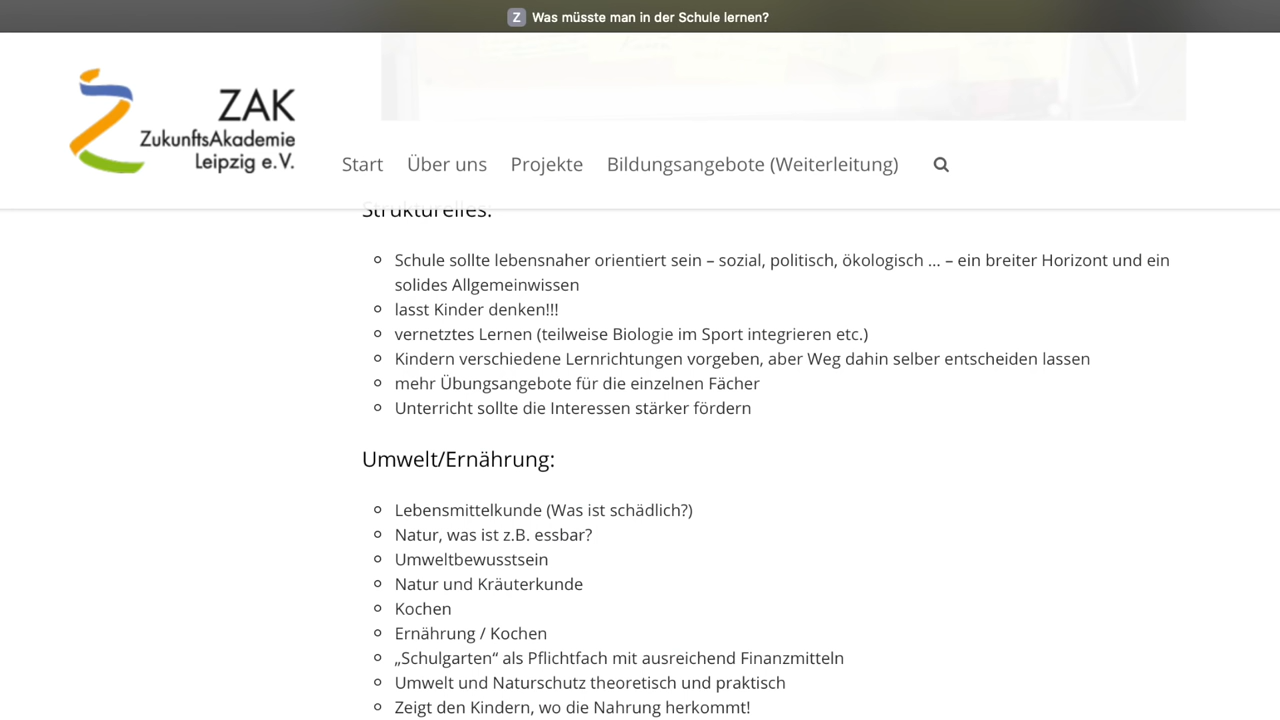 Z Was müsste man in der Schule lernen?
ZAK
ZukunftsAkademie
Leipzig e.V.
Start Über uns Projekte Bildungsangebote (Weiterleitung)
Strukturelles:
Schule sollte lebensnaher orientiert sein – sozial, politisch, ökologisch … – ein breiter Horizont und ein
solides Allgemeinwissen
lasst Kinder denken!!!
vernetztes Lernen (teilweise Biologie im Sport integrieren etc.)
Kindern verschiedene Lernrichtungen vorgeben, aber Weg dahin selber entscheiden lassen
mehr Übungsangebote für die einzelnen Fächer
Unterricht sollte die Interessen stärker fördern
Umwelt/Ernährung:
Lebensmittelkunde (Was ist schädlich?)
Natur, was ist z.B. essbar?
Umweltbewusstsein
Natur und Kräuterkunde
Kochen
Ernährung / Kochen
„Schulgarten“ als Pflichtfach mit ausreichend Finanzmitteln
Umwelt und Naturschutz theoretisch und praktisch
Zeigt den Kindern, wo die Nahrung herkommt!